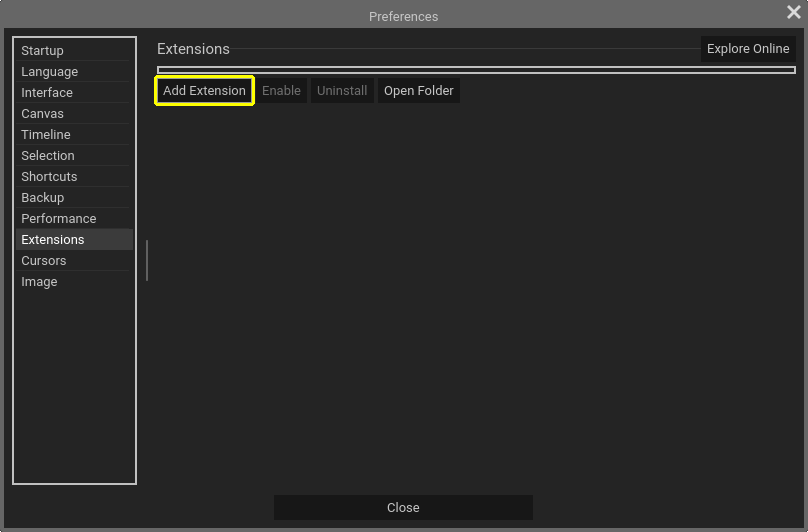 Preferences
Startup
Language
Interface
Canvas
Timeline
Selection
Shortcuts
Backup
Performance
Extensions
Cursors
Image
Extensions
Explore Online
Add Extension
Enable
Uninstall
Open Folder
Close